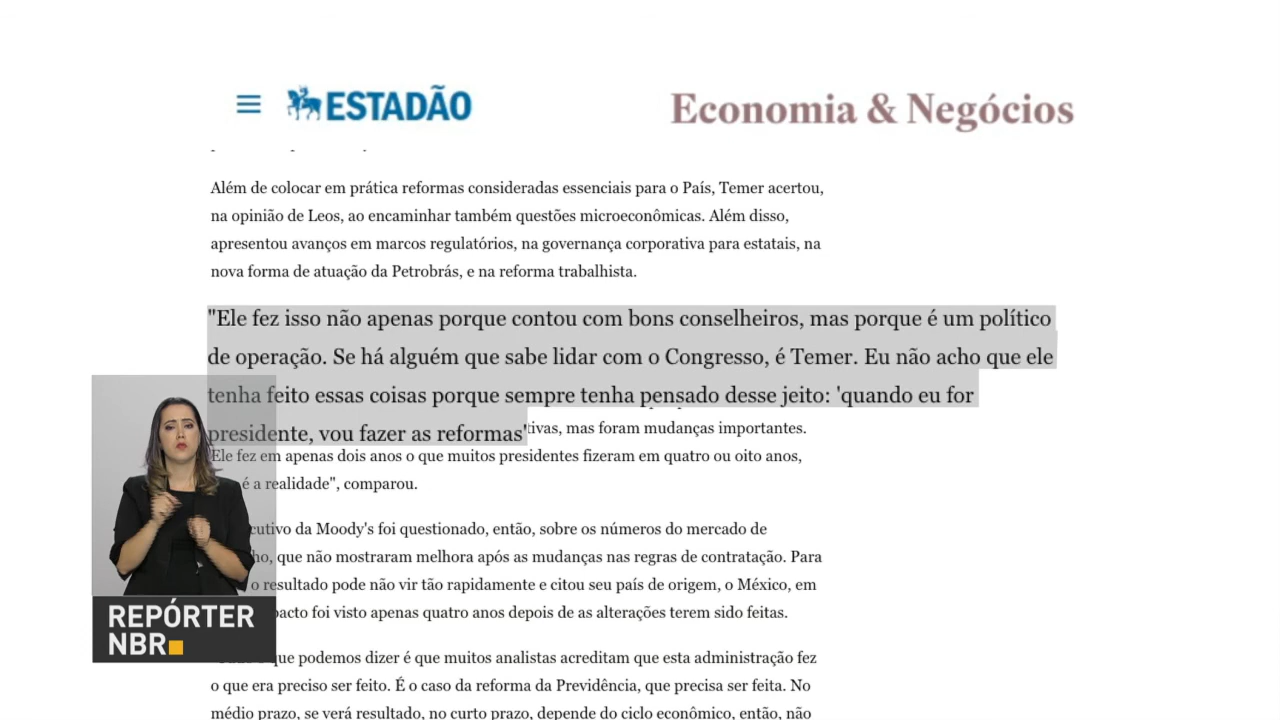 ESTADÃO
Economia & Negócios
Além de colocar em prática reformas consideradas essenciais para o País, Temer acertou,
na opinião de Leos, ao encaminhar também questões microeconômicas. Além disso,
apresentou avanços em marcos regulatórios, na governança corporativa para estatais, na
nova forma de atuação da Petrobrás, e na reforma trabalhista.
"Ele fez isso não apenas porque contou com bons conselheiros, mas porque é um político
de operação. Se há alguém que sabe lidar com o Congresso, é Temer. Eu não acho que ele
tenha feito essas coisas porque sempre tenha pensado desse jeito: 'quando eu for
presidente, vou fazer as reformas'
tivas, mas foram mudanças importantes.
Ele fez em apenas dois anos o que muitos presidentes fizeram em quatro ou oito anos,
é a realidade", comparou.
cutivo da Moody's foi questionado, então, sobre os números do mercado de
ho, que não mostraram melhora após as mudanças nas regras de contratação. Para
o resultado pode não vir tão rapidamente e citou seu país de origem, o México, em
pacto foi visto apenas quatro anos depois de as alterações terem sido feitas.
que podemos dizer é que muitos analistas acreditam que esta administração fez
o que era preciso ser feito. É o caso da reforma da Previdência, que precisa ser feita. No
médio prazo, se verá resultado, no curto prazo, depende do ciclo econômico, então, não
REPÓRTER
NBR